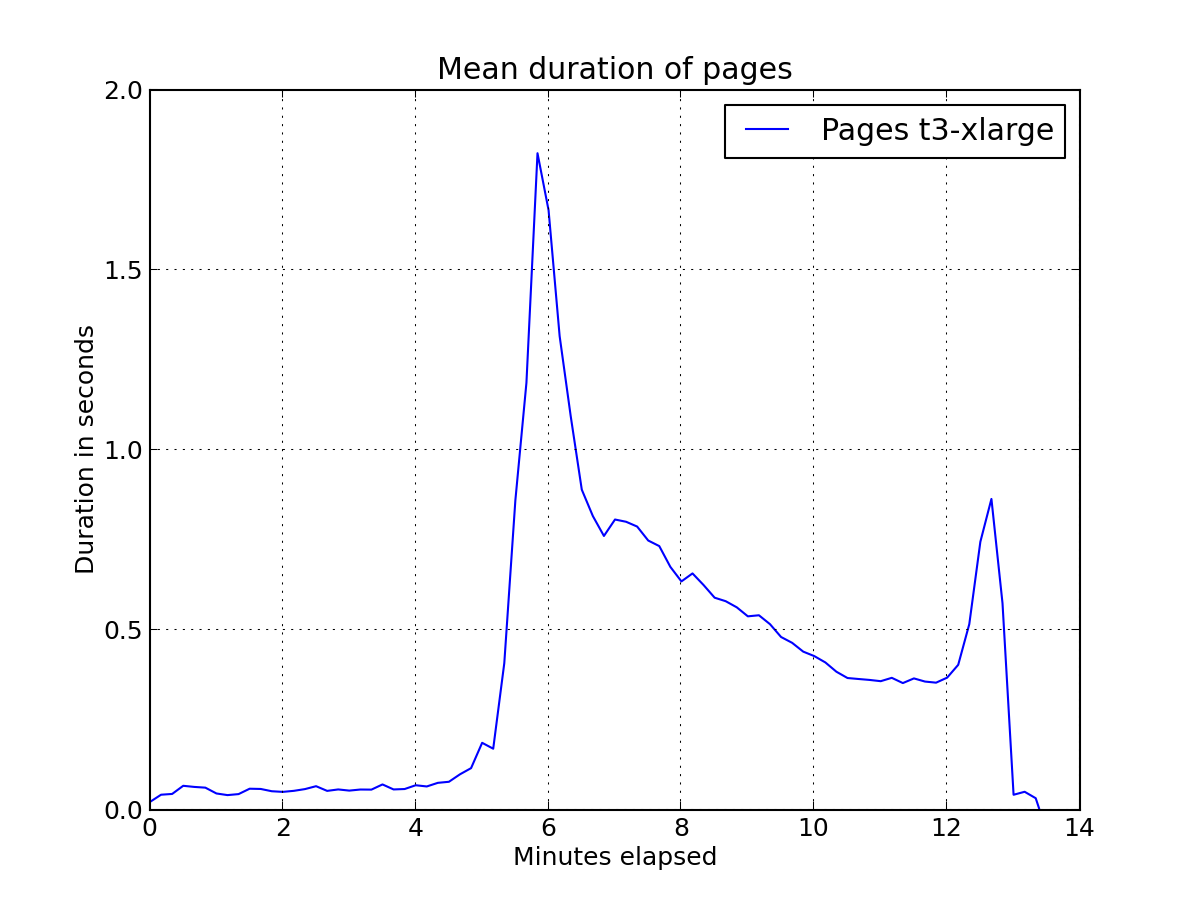 Mean duration of pages
Pages t3-xlarge
Duration in seconds
2.0
1.5
1.0
0.5
0.0
0 2 4 6 8 10 12 14
Minutes elapsed